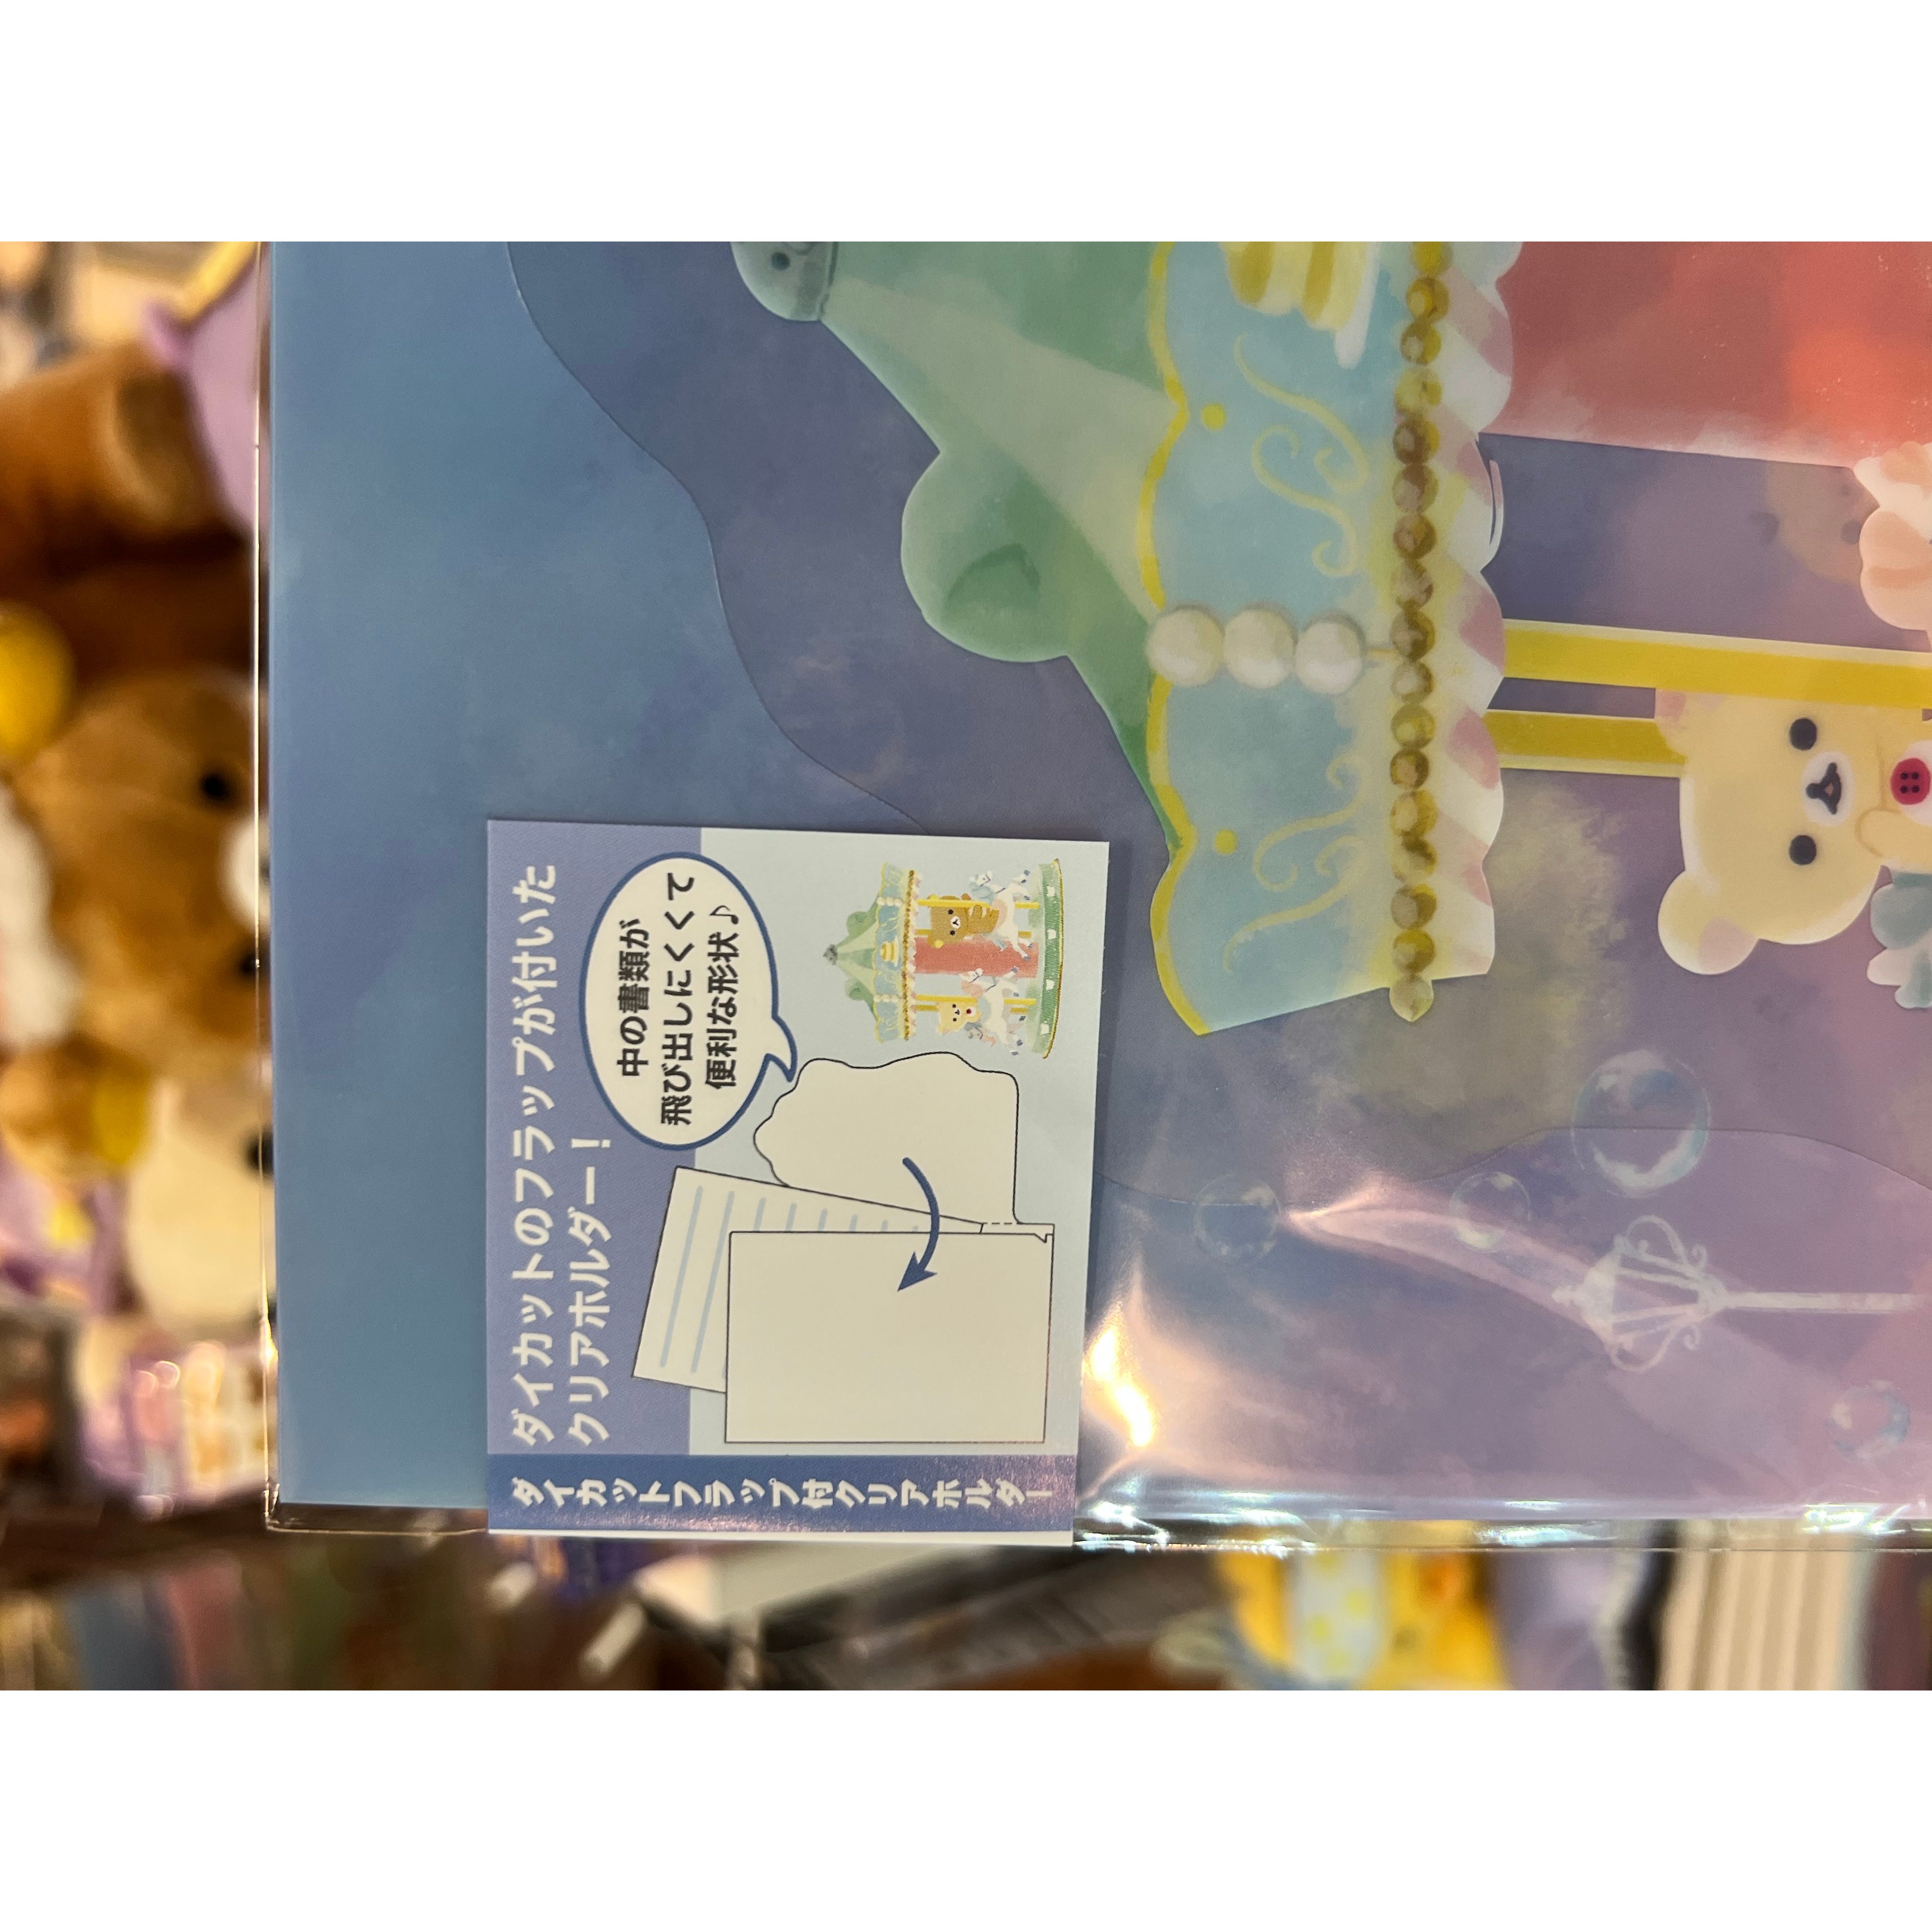 ダイカットのフラップが付いた
クリアホルダー！
中の書類が
飛び出しにくくて
便利な形状♪
ダイカットフラップ付クリアホルダー